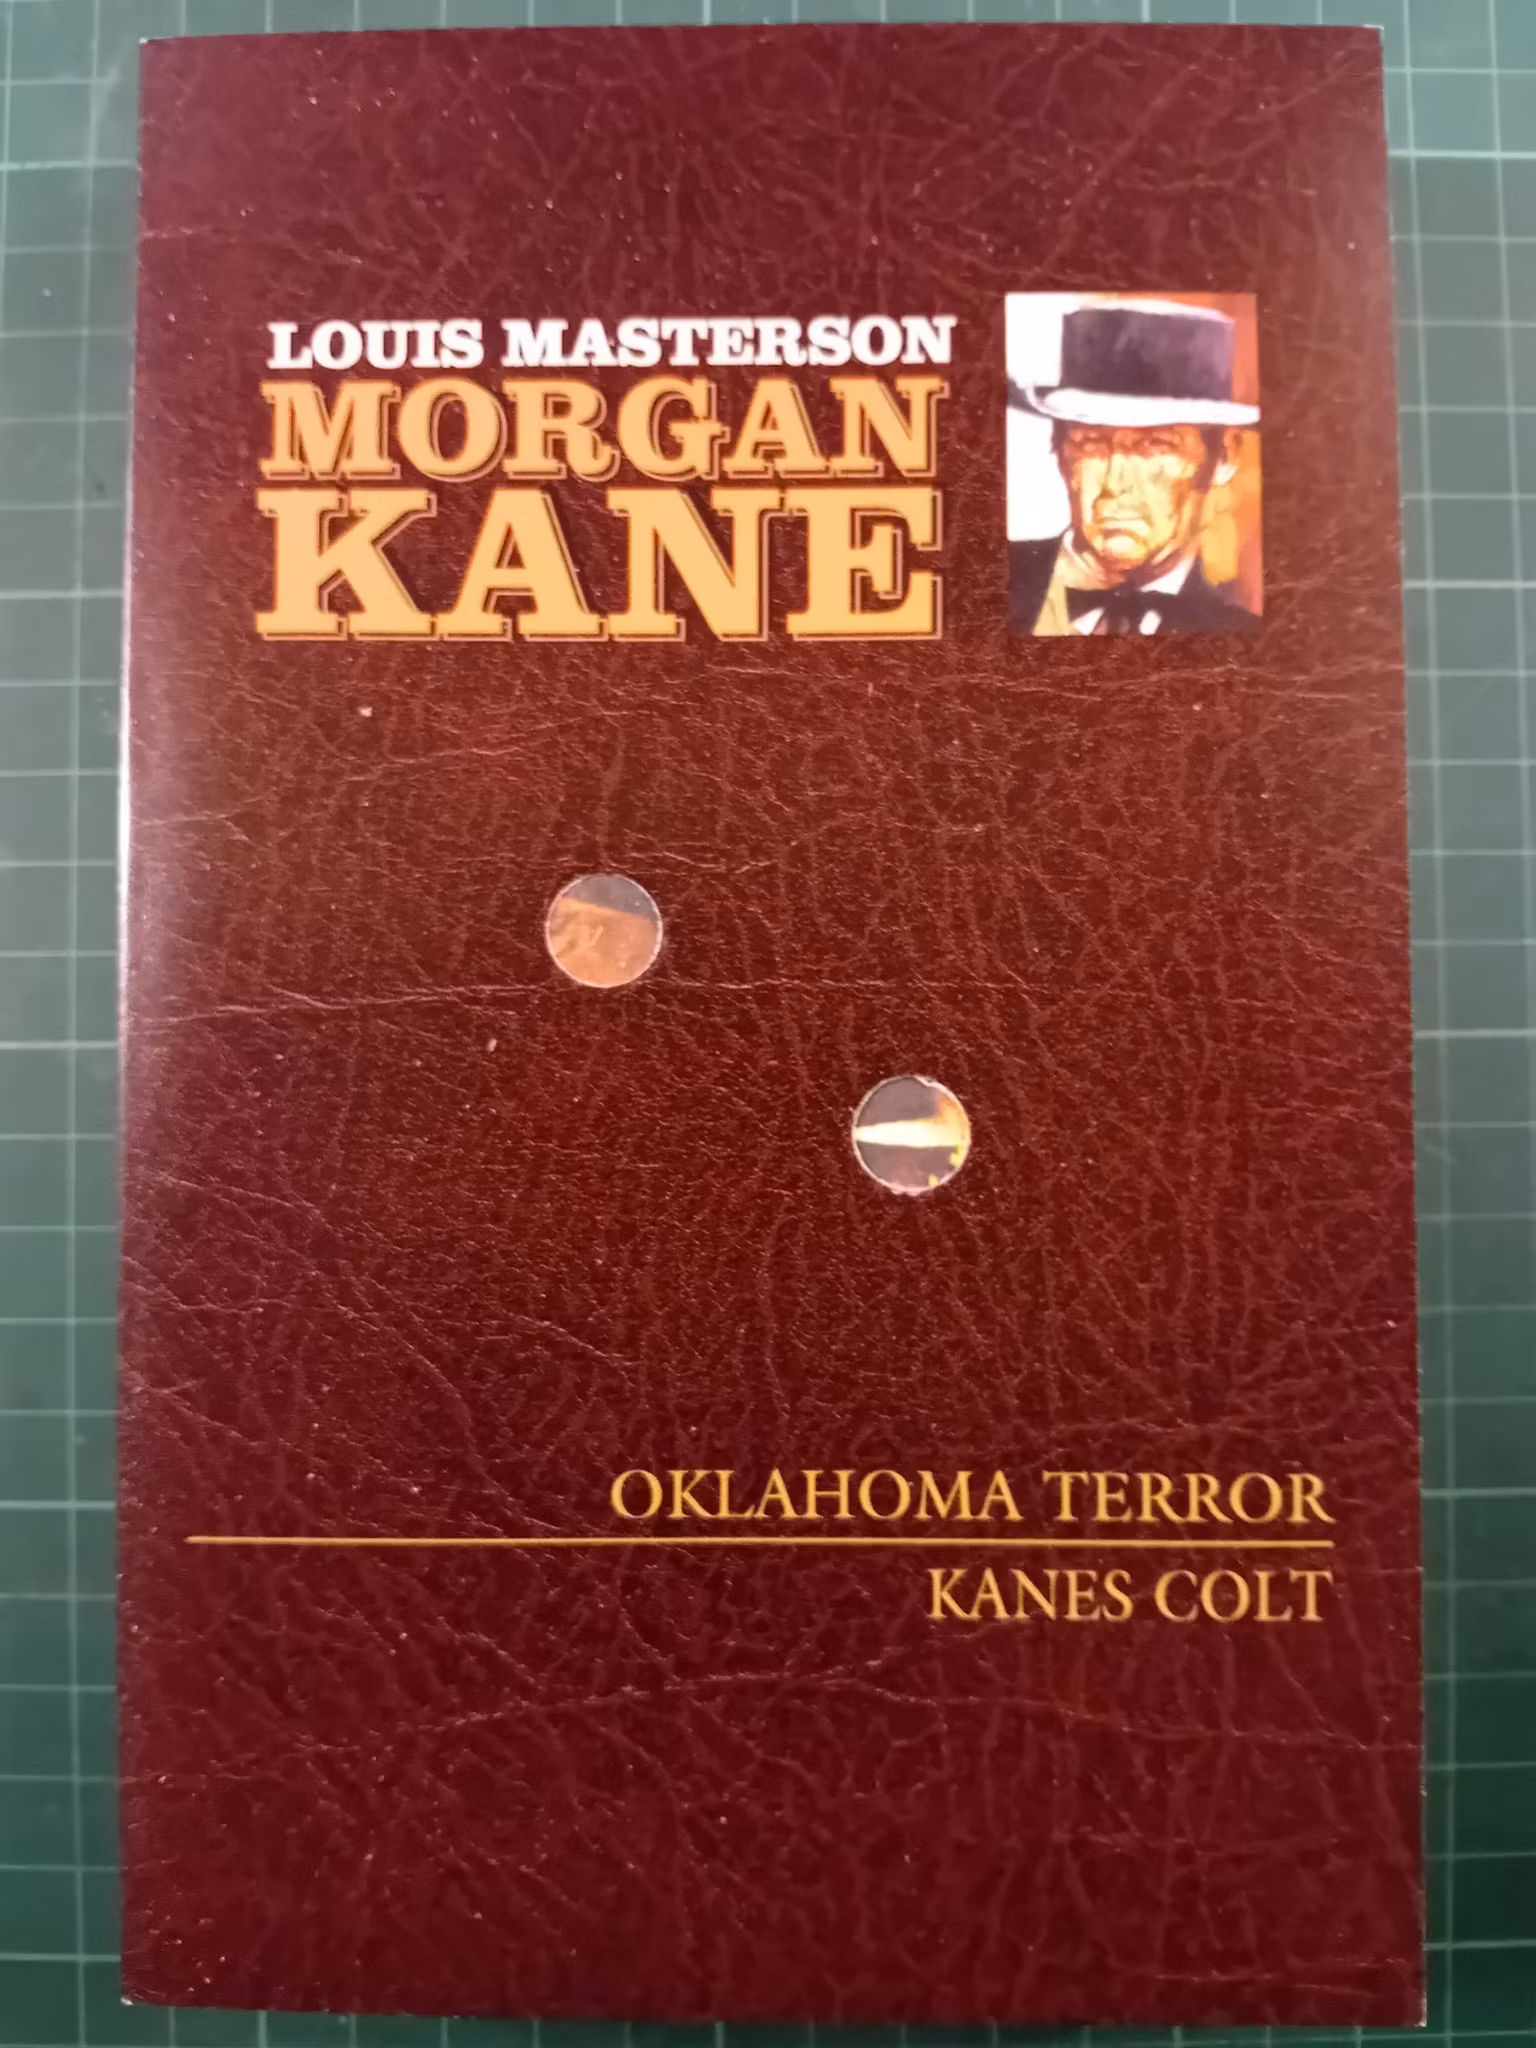 LOUIS MASTERSON
MORGAN
KANE
OKLAHOMA TERROR
KANES COLT